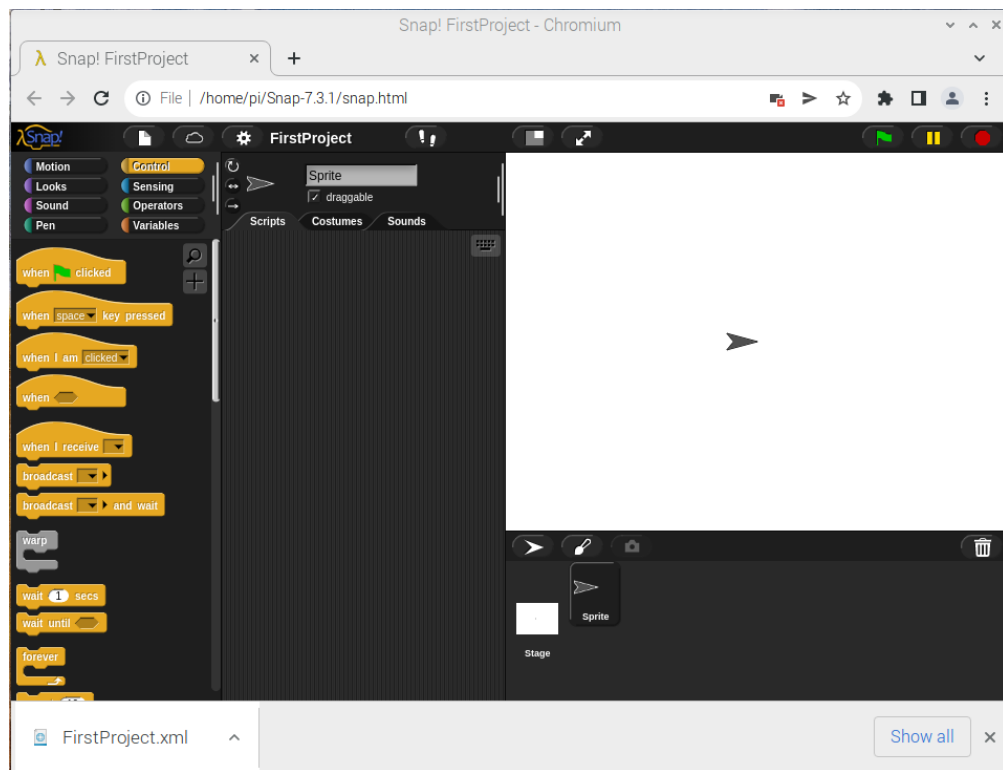 Snap! FirstProject - Chromium
λ Snap! FirstProject × +
File | /home/pi/Snap-7.3.1/snap.html
λSnap! FirstProject
Motion Control
Looks Sensing
Sound Operators
Pen Variables
Sprite
draggable
Scripts Costumes Sounds
when clicked
when space key pressed
when I am clicked
when
when I receive
broadcast
broadcast and wait
warp
wait 1 secs
wait until
forever
Sprite
Stage
FirstProject.xml
Show all ×